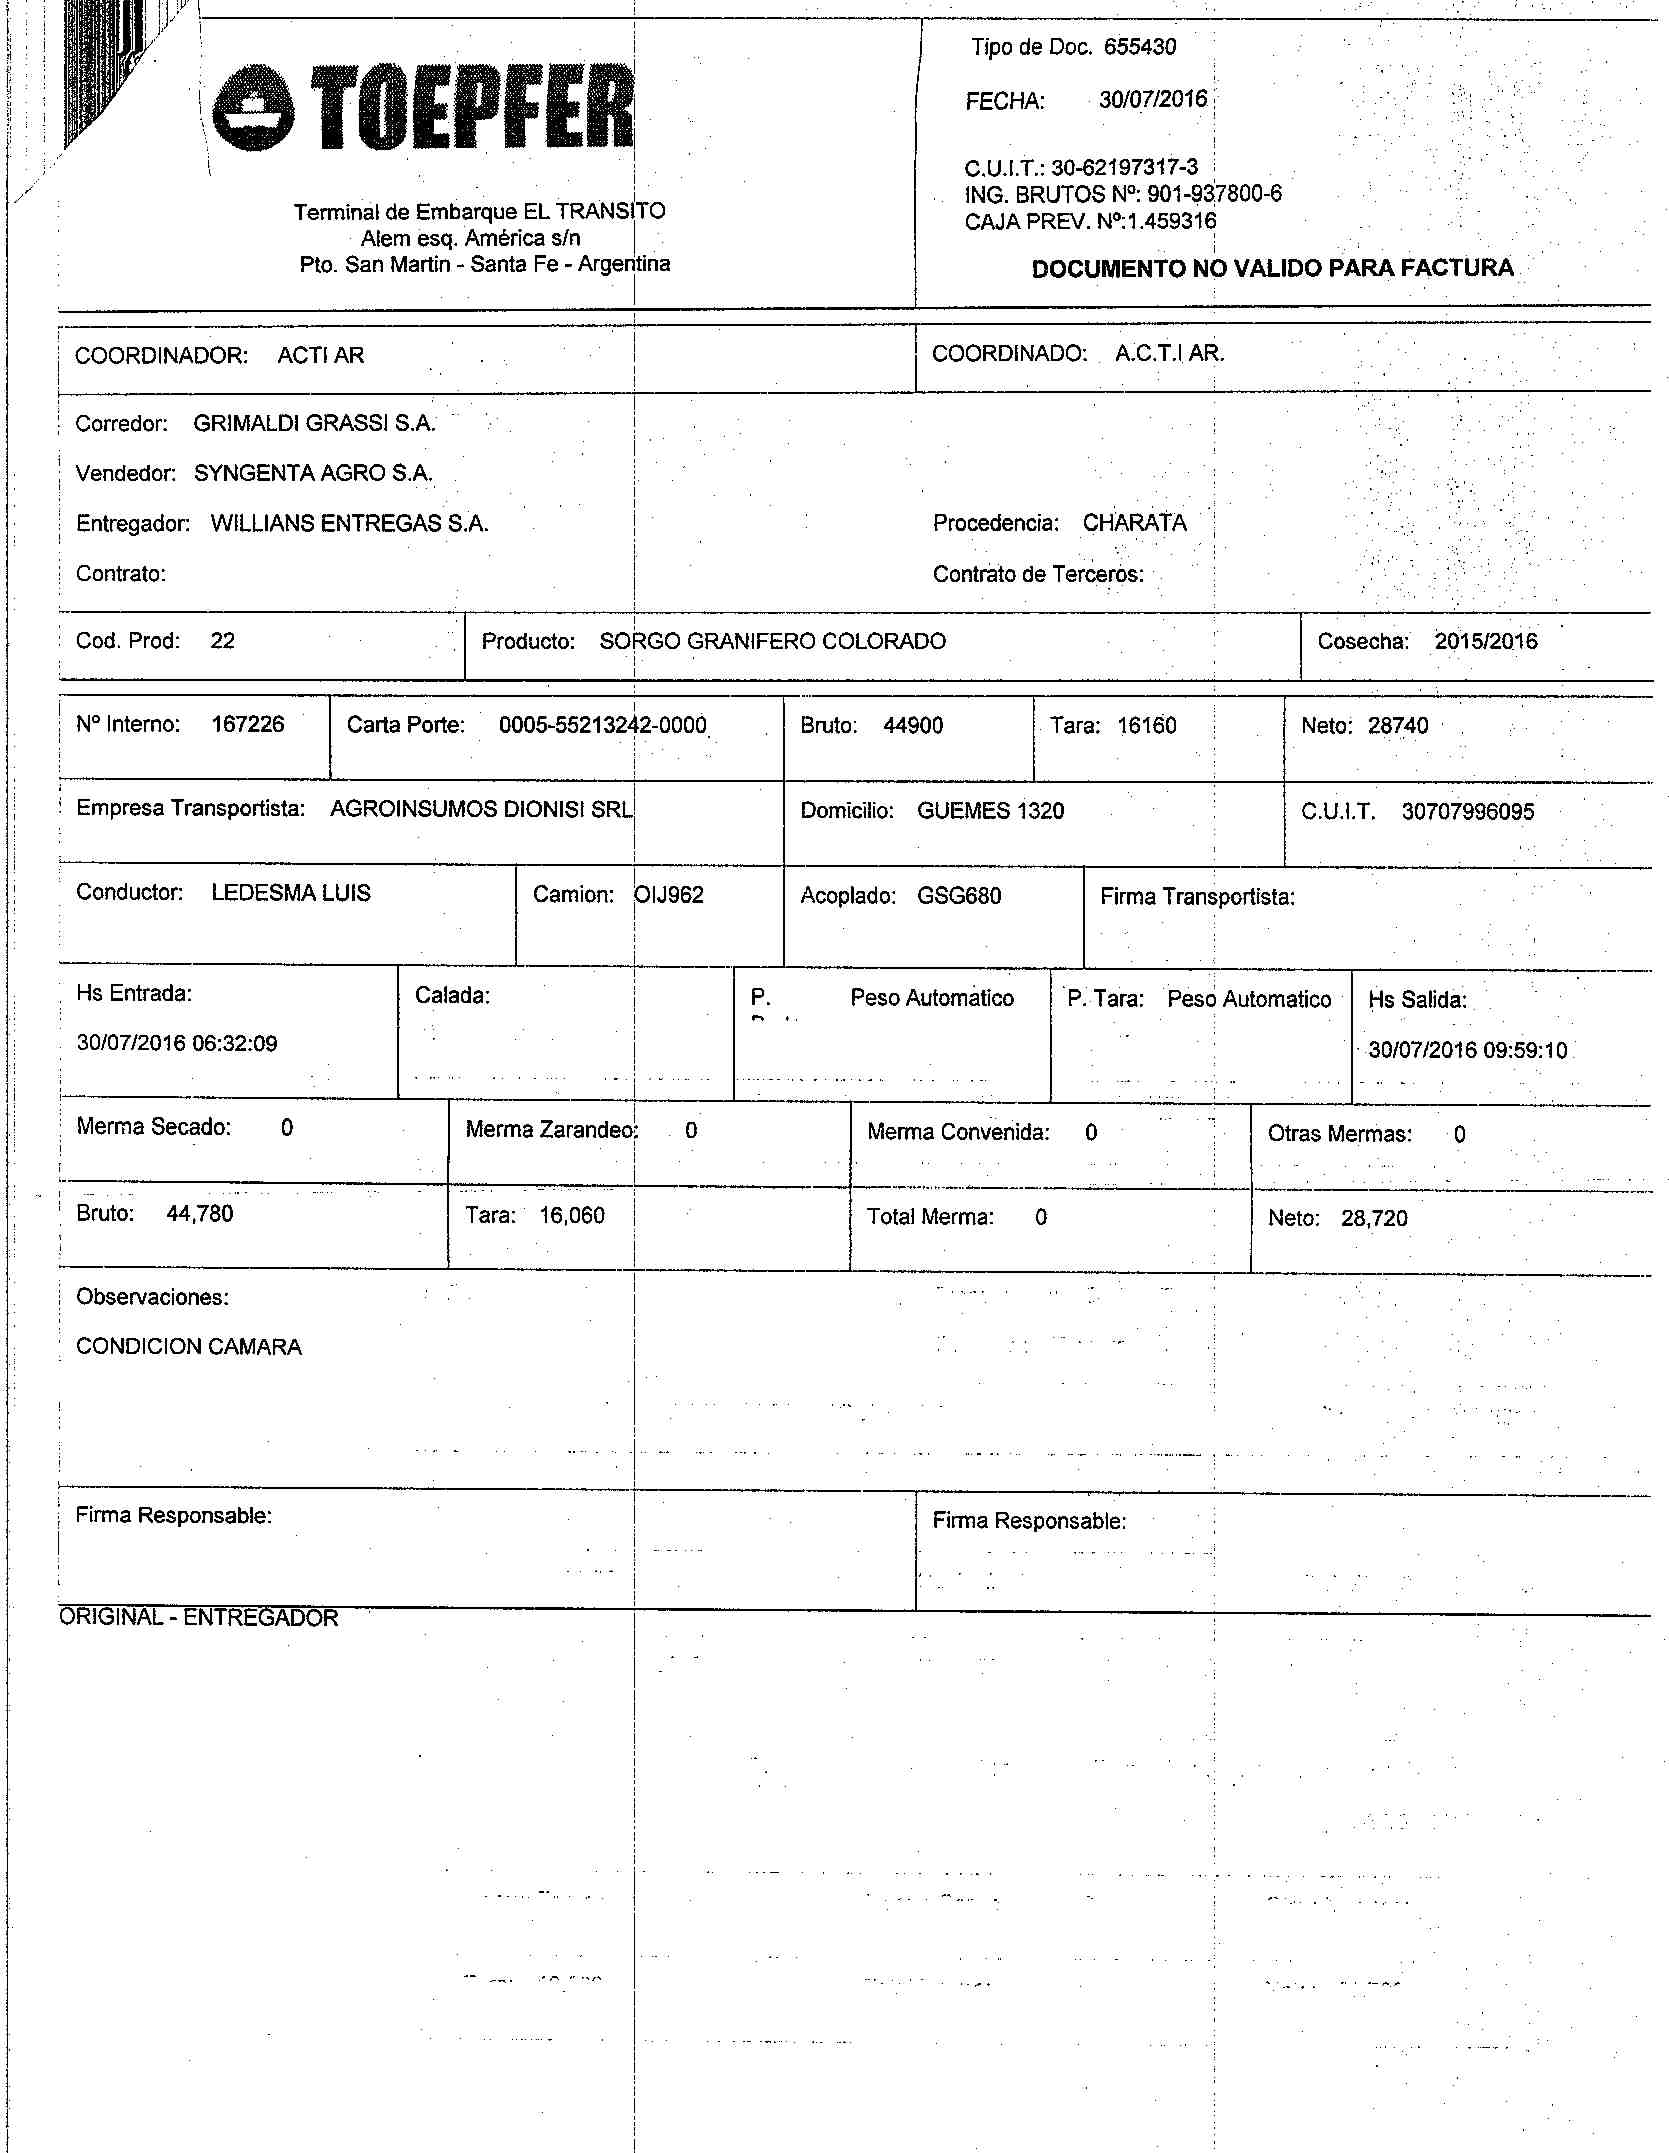 TOEPFER
Terminal de Embarque EL TRANSITO
Alem esq. América s/n
Pto. San Martin - Santa Fe - Argentina
Tipo de Doc. 655430
FECHA: 30/07/2016
C.U.I.T.: 30-62197317-3
ING. BRUTOS Nº: 901-937800-6
CAJA PREV. Nº:1.459316
DOCUMENTO NO VALIDO PARA FACTURA
COORDINADOR: ACTI AR
COORDINADO: A.C.T.I AR.
Corredor: GRIMALDI GRASSI S.A.
Vendedor: SYNGENTA AGRO S.A.
Entregador: WILLIANS ENTREGAS S.A.
Procedencia: CHARATA
Contrato:
Contrato de Terceros:
Cod. Prod: 22
Producto: SORGO GRANIFERO COLORADO
Cosecha: 2015/2016
Nº Interno: 167226
Carta Porte: 0005-55213242-0000
Bruto: 44900
Tara: 16160
Neto: 28740
Empresa Transportista: AGROINSUMOS DIONISI SRL
Domicilio: GUEMES 1320
C.U.I.T. 30707996095
Conductor: LEDESMA LUIS
Camion: OIJ962
Acoplado: GSG680
Firma Transportista:
Hs Entrada:
30/07/2016 06:32:09
Calada:
P. Peso Automatico
P. Tara: Peso Automatico
Hs Salida:
30/07/2016 09:59:10
Merma Secado: 0
Merma Zarandeo: 0
Merma Convenida: 0
Otras Mermas: 0
Bruto: 44,780
Tara: 16,060
Total Merma: 0
Neto: 28,720
Observaciones:
CONDICION CAMARA
Firma Responsable:
Firma Responsable:
ORIGINAL - ENTREGADOR